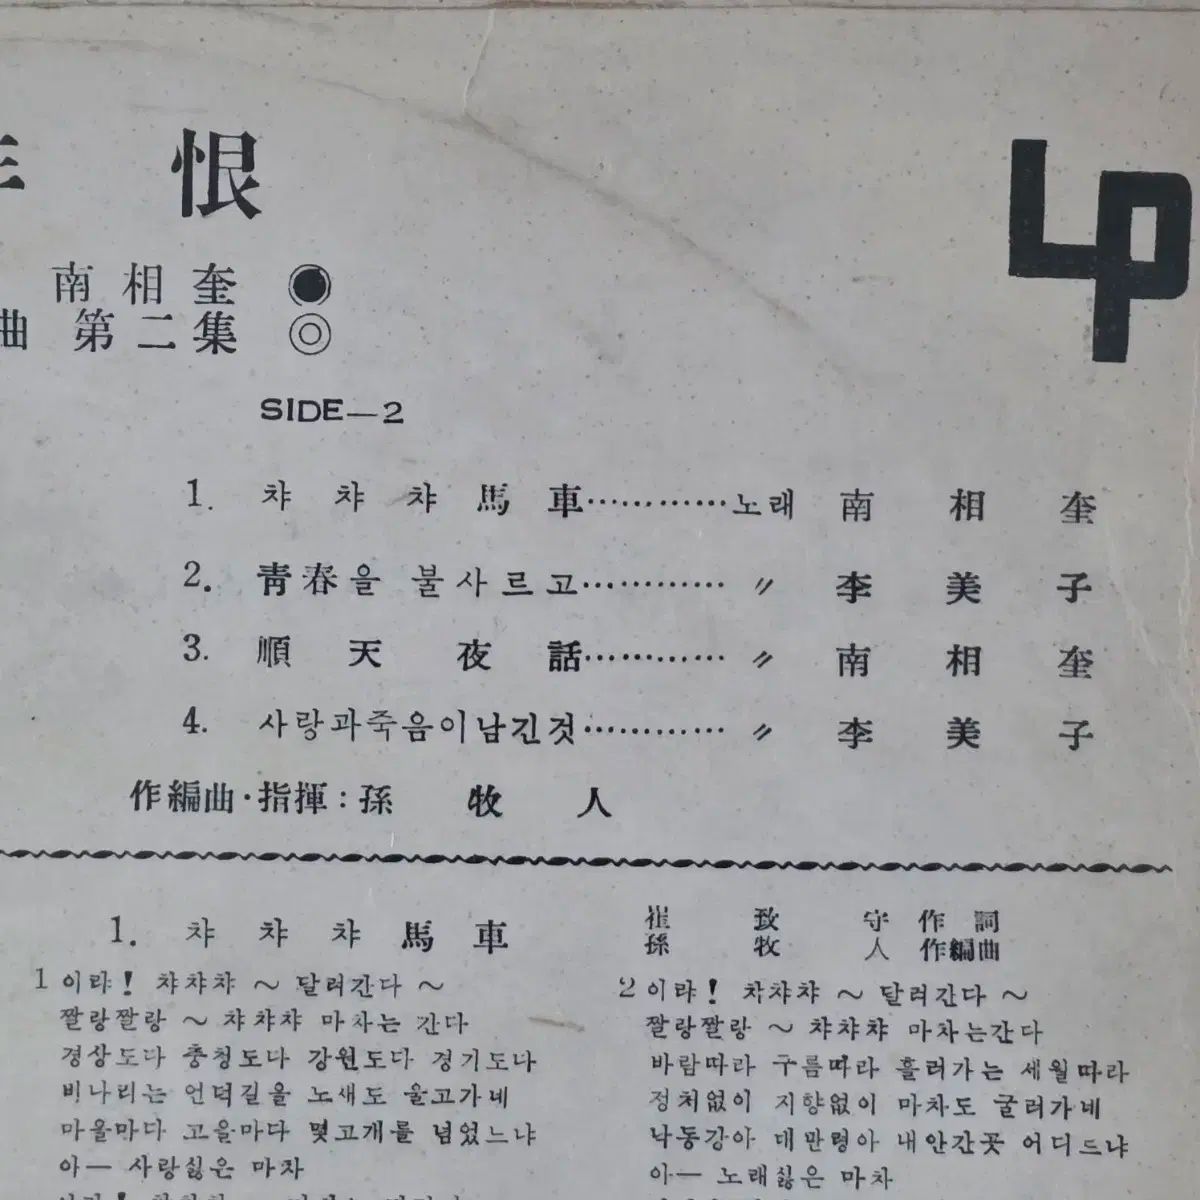 恨
LP
南相奎
曲 第二集
SIDE—2
1. 챠 챠 챠 馬 車 ············ 노래 南 相 奎
2. 靑春을 불사르고 ············ 〃 李 美 子
3. 順 天 夜 話 ············ 〃 南 相 奎
4. 사랑과죽음이남긴것 ············ 〃 李 美 子
作編曲·指揮 : 孫 牧 人
1. 챠 챠 챠 馬 車
崔 致 守 作 詞
孫 牧 人 作編曲
1 이랴! 챠챠챠 ~ 달려간다 ~
짤랑짤랑 ~ 챠챠챠 마차는 간다
경상도다 충청도다 강원도다 경기도다
비나리는 언덕길을 노새도 울고가네
마을마다 고을마다 몇고개를 넘었느냐
아— 사랑싫은 마차
2 이랴! 챠챠챠 ~ 달려간다 ~
짤랑짤랑 ~ 챠챠챠 마차는간다
바람따라 구름따라 흘러가는 세월따라
정처없이 지향없이 마차도 굴러가네
낙동강아 대만령아 내안간곳 어디드냐
아— 노래싫은 마차